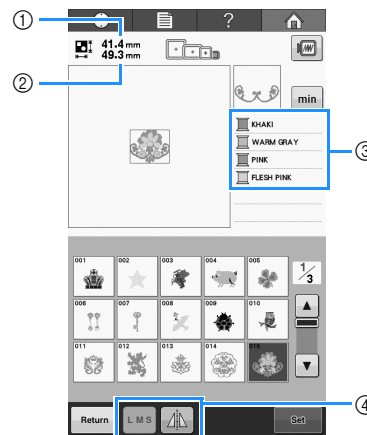 ①
?
41.4 mm
49.3 mm
②
min
KHAKI
WARM GRAY
PINK
FLESH PINK
③
001 002 003 004 005
1/3
006 007 008 009 010
011 012 013 014 015
④
Return L M S Set